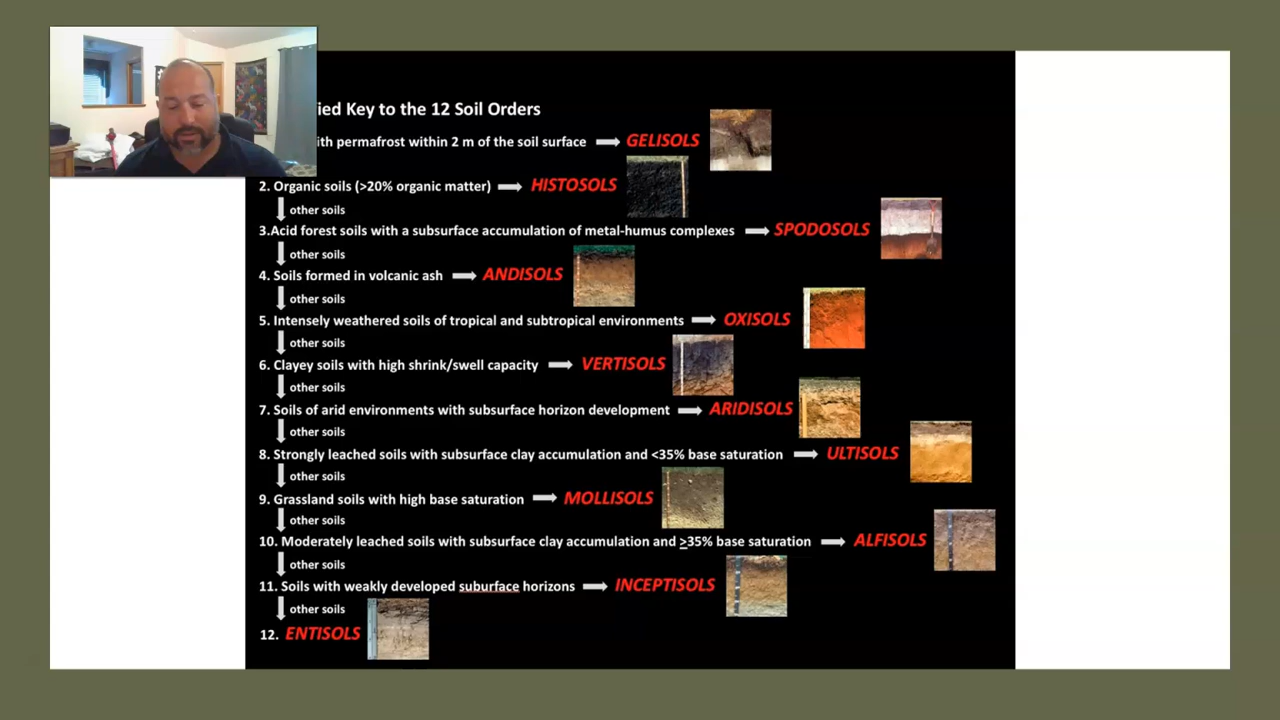 ied Key to the 12 Soil Orders
ith permafrost within 2 m of the soil surface GELISOLS
2. Organic soils (>20% organic matter) HISTOSOLS
other soils
3.Acid forest soils with a subsurface accumulation of metal-humus complexes SPODOSOLS
other soils
4. Soils formed in volcanic ash ANDISOLS
other soils
5. Intensely weathered soils of tropical and subtropical environments OXISOLS
other soils
6. Clayey soils with high shrink/swell capacity VERTISOLS
other soils
7. Soils of arid environments with subsurface horizon development ARIDISOLS
other soils
8. Strongly leached soils with subsurface clay accumulation and <35% base saturation ULTISOLS
other soils
9. Grassland soils with high base saturation MOLLISOLS
other soils
10. Moderately leached soils with subsurface clay accumulation and ≥35% base saturation ALFISOLS
other soils
11. Soils with weakly developed suburface horizons INCEPTISOLS
other soils
12. ENTISOLS